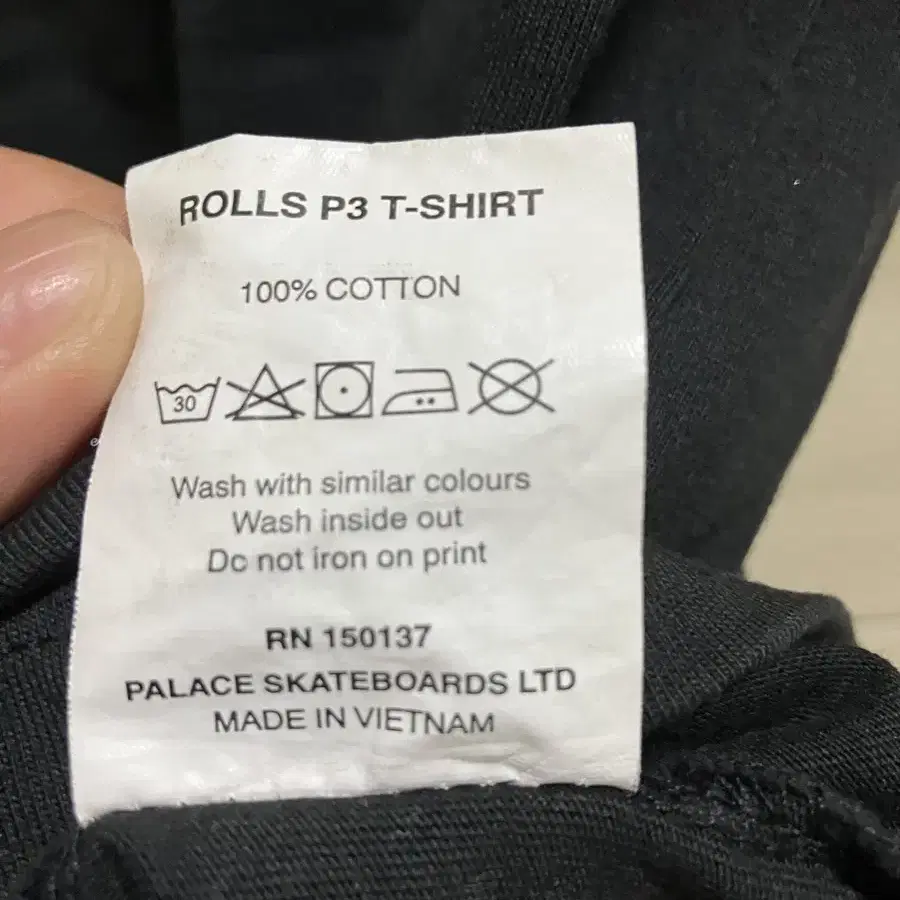 ROLLS P3 T-SHIRT
100% COTTON
30
Wash with similar colours
Wash inside out
Do not iron on print
RN 150137
PALACE SKATEBOARDS LTD
MADE IN VIETNAM